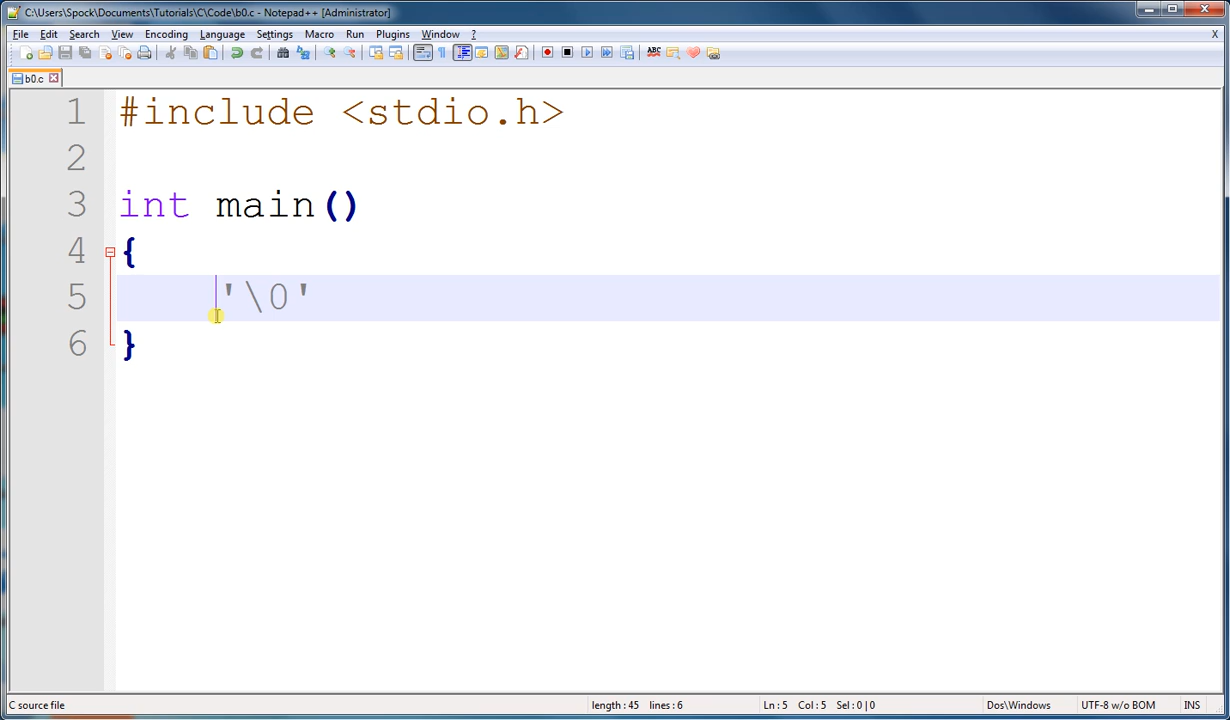 C:\Users\Spock\Documents\Tutorials\C\Code\b0.c - Notepad++ [Administrator]
File Edit Search View Encoding Language Settings Macro Run Plugins Window ? X
b0.c
1 #include <stdio.h>
2
3 int main()
4 {
5 '\0'
6 }
C source file length : 45 lines : 6 Ln : 5 Col : 5 Sel : 0 | 0 Dos\Windows UTF-8 w/o BOM INS